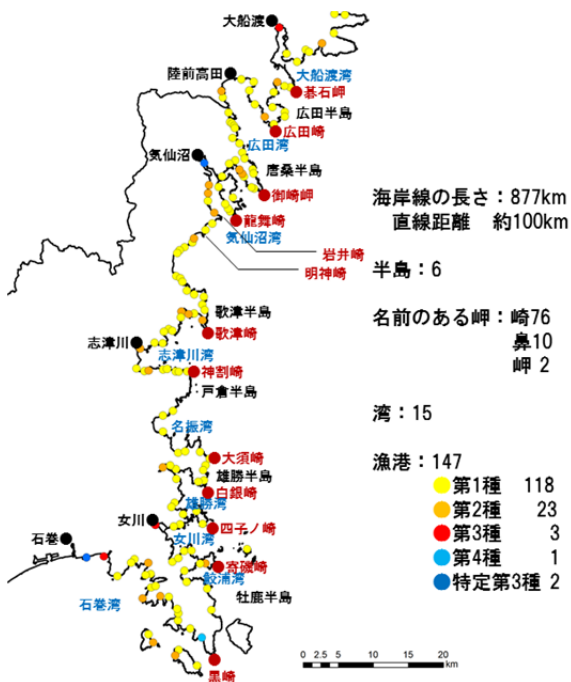 大船渡
大船渡湾
陸前高田
碁石岬
広田半島
広田崎
広田湾
気仙沼
唐桑半島
御崎岬
龍舞崎
気仙沼湾
岩井崎
明神崎
歌津半島
歌津崎
志津川
志津川湾
神割崎
戸倉半島
名振湾
大須崎
雄勝半島
白銀崎
雄勝湾
女川
四子ノ崎
女川湾
石巻
寄磯崎
鮫浦湾
牡鹿半島
石巻湾
黒崎
海岸線の長さ：877km
直線距離 約100km
半島：6
名前のある岬：崎76
鼻10
岬 2
湾：15
漁港：147
第1種 118
第2種 23
第3種 3
第4種 1
特定第3種 2
0 2.5 5 10 15 20
km